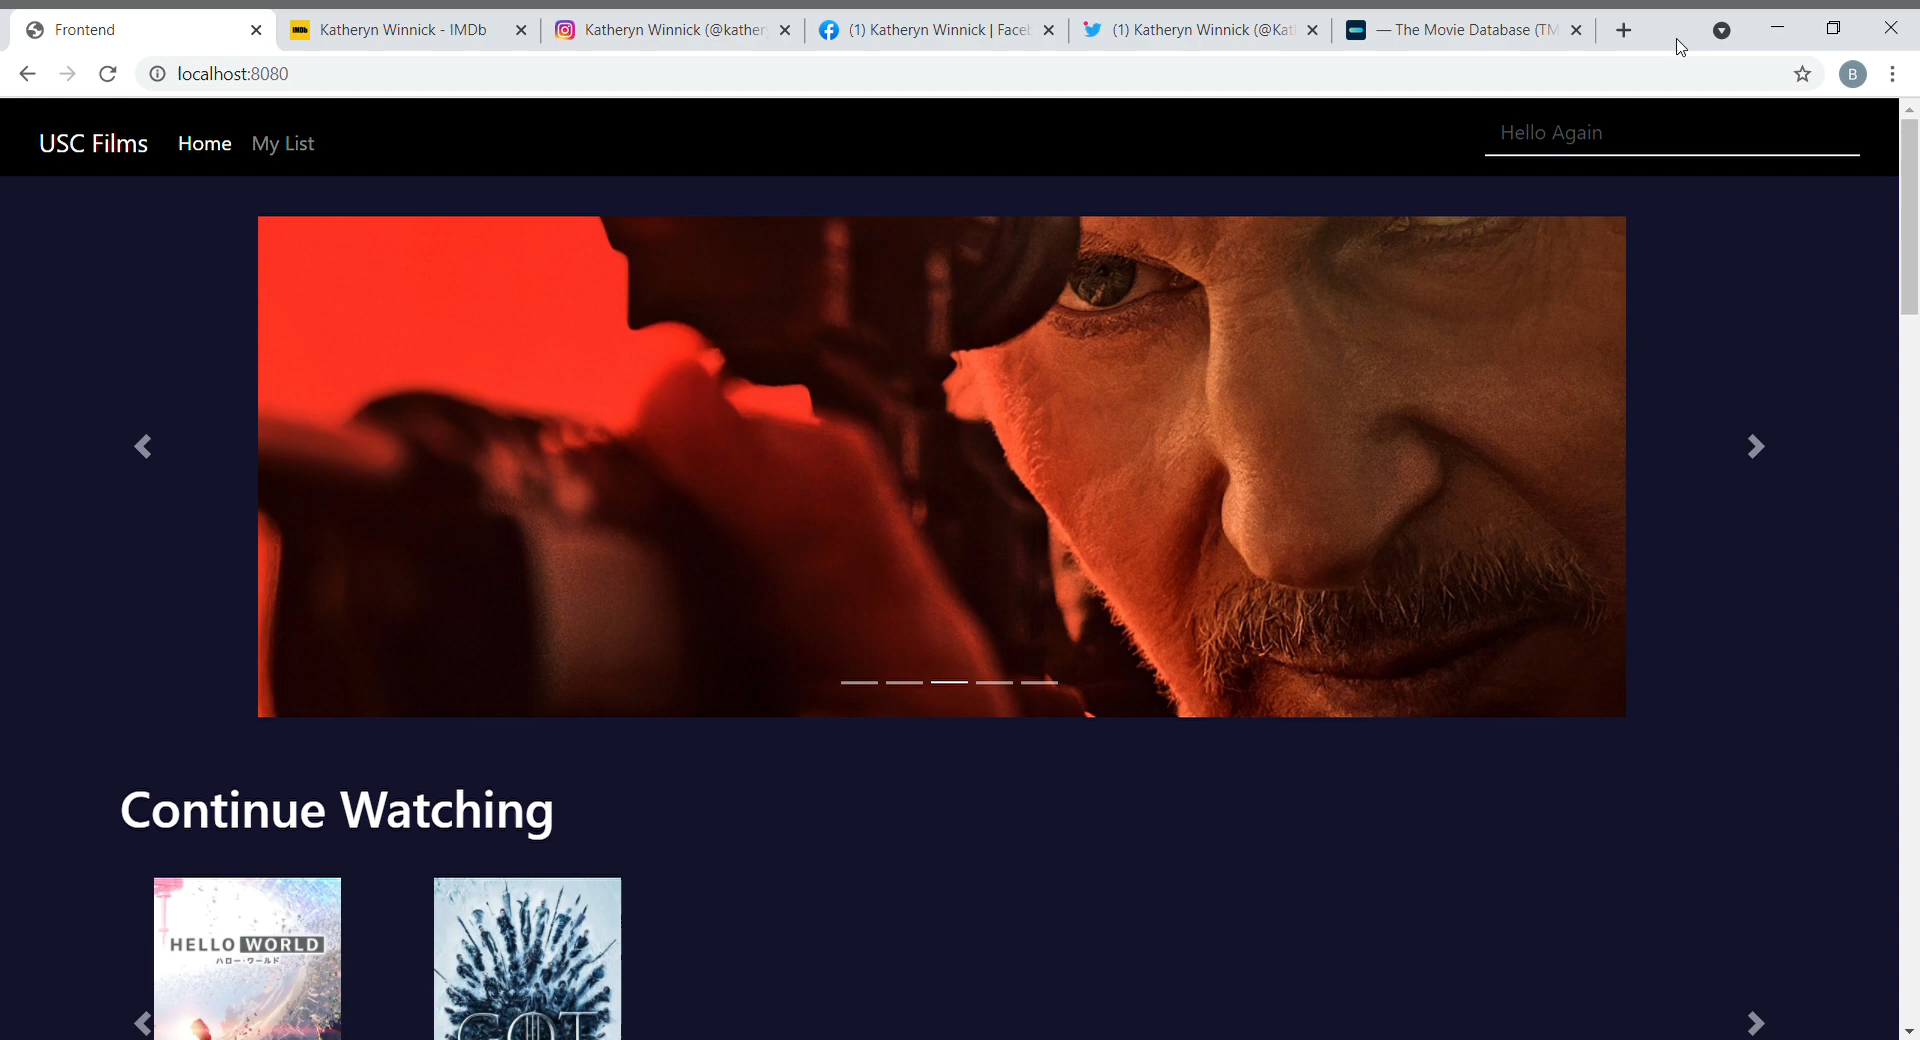 Frontend
IMDb Katheryn Winnick - IMDb
Katheryn Winnick (@kather
(1) Katheryn Winnick | Face
(1) Katheryn Winnick (@Kat
— The Movie Database (TM
localhost:8080
B
USC Films
Home
My List
Hello Again
Continue Watching
HELLO WORLD
ハロー・ワールド
GOT